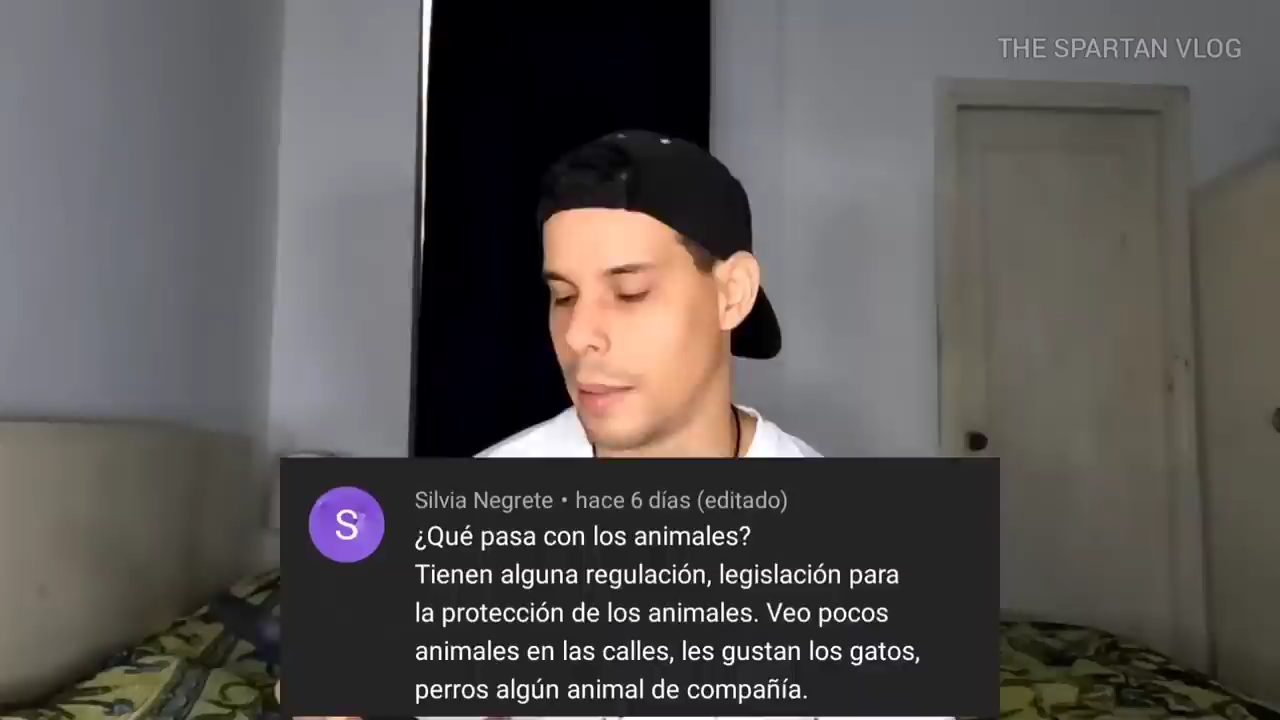 THE SPARTAN VLOG
S
Silvia Negrete • hace 6 días (editado)
¿Qué pasa con los animales?
Tienen alguna regulación, legislación para
la protección de los animales. Veo pocos
animales en las calles, les gustan los gatos,
perros algún animal de compañía.